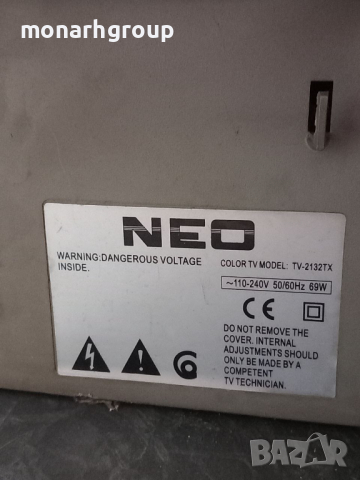 monarhgroup
NEO
WARNING:DANGEROUS VOLTAGE
INSIDE.
COLOR TV MODEL: TV-2132TX
~110-240V 50/60Hz 69W
CE
DO NOT REMOVE THE
COVER. INTERNAL
ADJUSTMENTS SHOULD
ONLY BE MADE BY A
COMPETENT
TV TECHNICIAN.
BAZAR